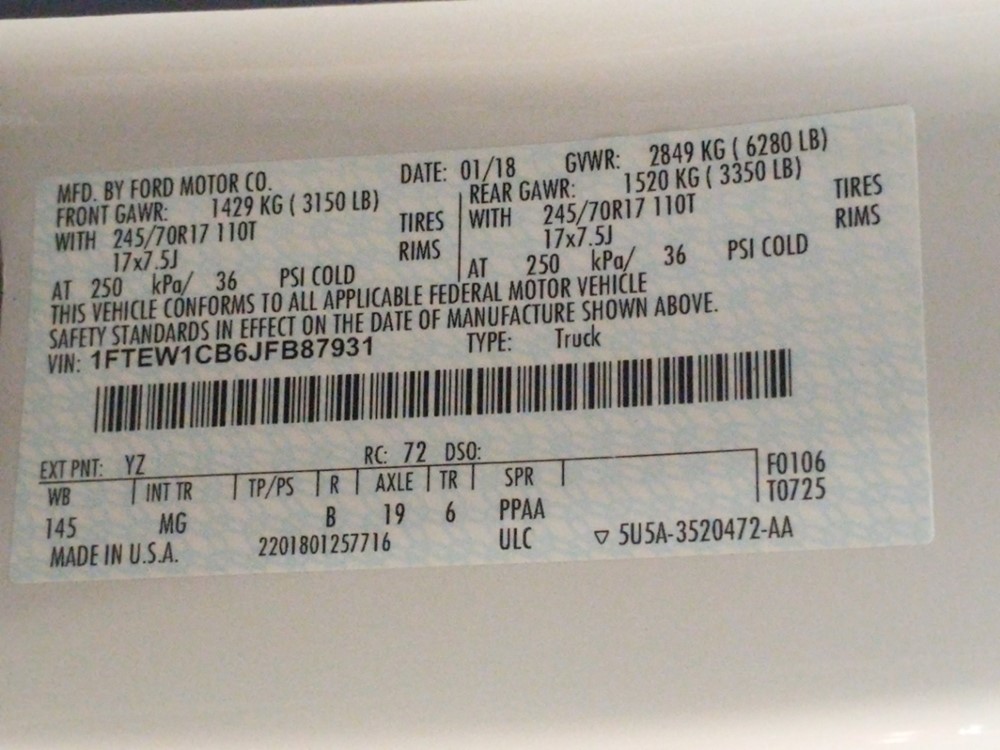 MFD. BY FORD MOTOR CO. DATE: 01/18 GVWR: 2849 KG ( 6280 LB)
FRONT GAWR: 1429 KG ( 3150 LB) REAR GAWR: 1520 KG ( 3350 LB)
WITH 245/70R17 110T TIRES WITH 245/70R17 110T TIRES
17x7.5J RIMS 17x7.5J RIMS
AT 250 kPa/ 36 PSI COLD AT 250 kPa/ 36 PSI COLD
THIS VEHICLE CONFORMS TO ALL APPLICABLE FEDERAL MOTOR VEHICLE
SAFETY STANDARDS IN EFFECT ON THE DATE OF MANUFACTURE SHOWN ABOVE.
VIN: 1FTEW1CB6JFB87931 TYPE: Truck
EXT PNT: YZ RC: 72 DSO:
WB INT TR TP/PS R AXLE TR SPR F0106
T0725
145 MG B 19 6 PPAA
MADE IN U.S.A. 2201801257716 ULC ▽ 5U5A-3520472-AA